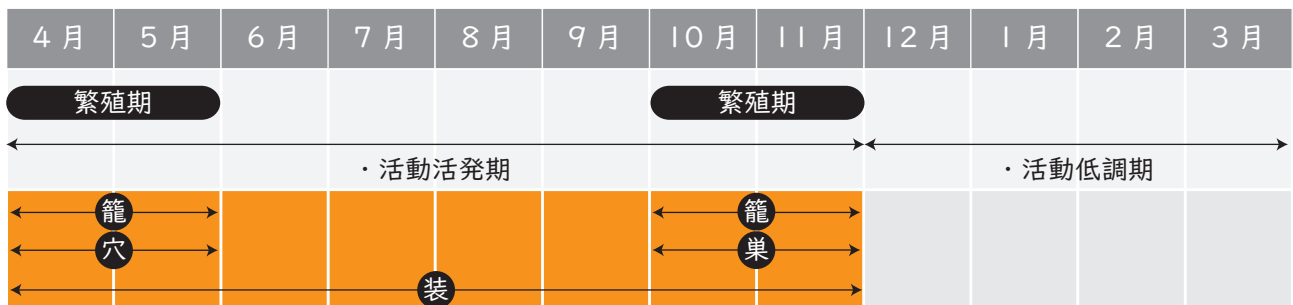 4月 5月 6月 7月 8月 9月 10月 11月 12月 1月 2月 3月
繁殖期 繁殖期
・活動活発期 ・活動低調期
籠 籠
穴 巣
装